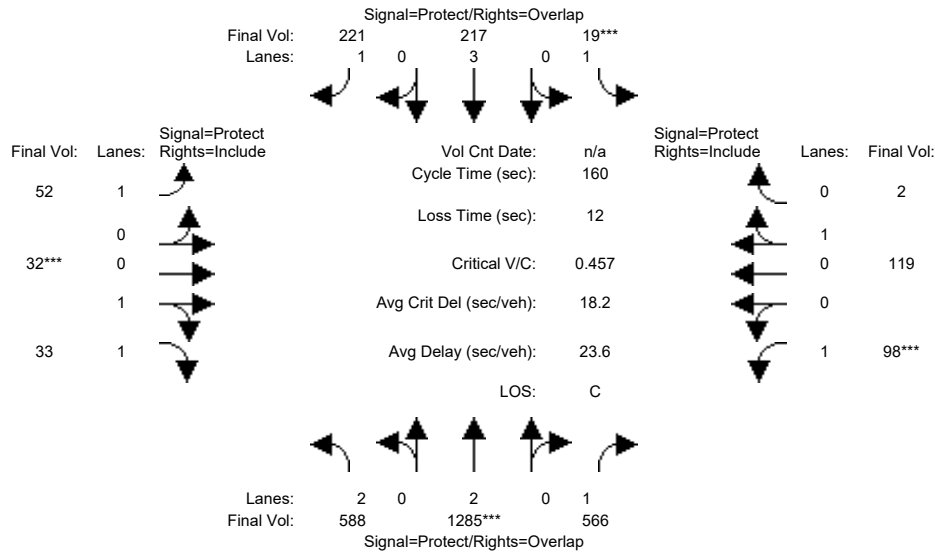 Signal=Protect/Rights=Overlap
Final Vol: 221 217 19***
Lanes: 1 0 3 0 1
Signal=Protect
Final Vol: Lanes: Rights=Include
Vol Cnt Date: n/a
Signal=Protect
Rights=Include Lanes: Final Vol:
Cycle Time (sec): 160
52 1
0 2
Loss Time (sec): 12
0
1
32*** 0
Critical V/C: 0.457
0 119
1
Avg Crit Del (sec/veh): 18.2
0
33 1
Avg Delay (sec/veh): 23.6
1 98***
LOS: C
Lanes: 2 0 2 0 1
Final Vol: 588 1285*** 566
Signal=Protect/Rights=Overlap